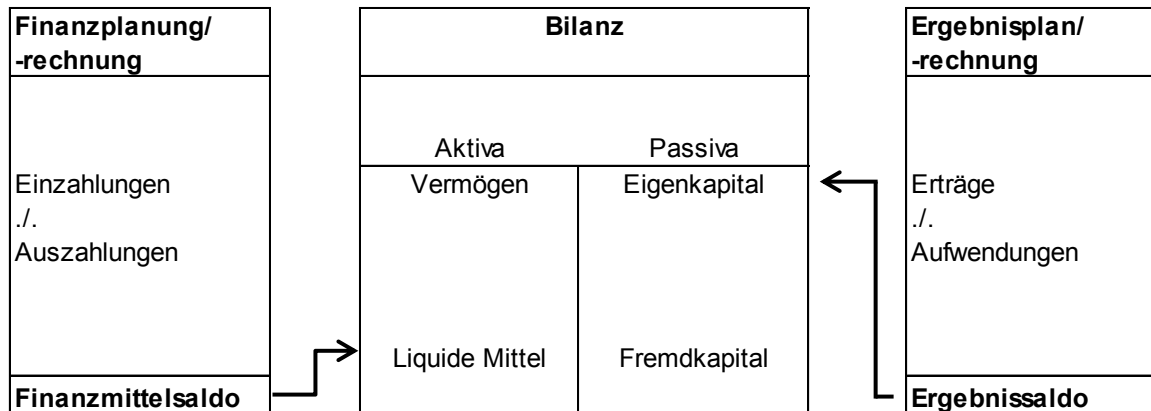 Finanzplanung/
-rechnung
Einzahlungen
./.
Auszahlungen
Finanzmittelsaldo
Bilanz
Aktiva Passiva
Vermögen Eigenkapital
Liquide Mittel Fremdkapital
Ergebnisplan/
-rechnung
Erträge
./.
Aufwendungen
Ergebnissaldo